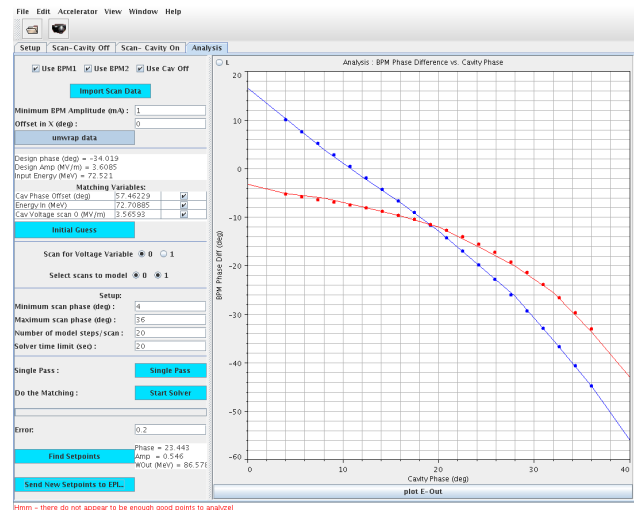 File Edit Accelerator View Window Help
Setup Scan-Cavity Off Scan- Cavity On Analysis
Use BPM1 Use BPM2 Use Cav Off
Import Scan Data
Minimum BPM Amplitude (mA) : 1
Offset in X (deg) : 0
unwrap data
Design phase (deg) = -34.019
Design Amp (MV/m) = 3.6085
Input Energy (MeV) = 72.521
Matching Variables:
Cav Phase Offset (deg) 57.46229
Energy In (MeV) 72.70885
Cav Voltage scan 0 (MV/m) 3.56593
Initial Guess
Scan for Voltage Variable 0 1
Select scans to model 0 1
Setup:
Minimum scan phase (deg) : 4
Maximum scan phase (deg) : 36
Number of model steps/scan : 20
Solver time limit (sec) : 20
Single Pass : Single Pass
Do the Matching : Start Solver
Error: 0.2
Find Setpoints
Phase = 23.443
Amp = 0.546
WOut (MeV) = 86.578
Send New Setpoints to EPI...
Hmm - there do not appear to be enough good points to analyze!
L
Analysis : BPM Phase Difference vs. Cavity Phase
20
10
0
-10
-20
-30
-40
-50
-60
BPM Phase Diff (deg)
0 10 20 30 40
Cavity Phase (deg)
plot E-Out